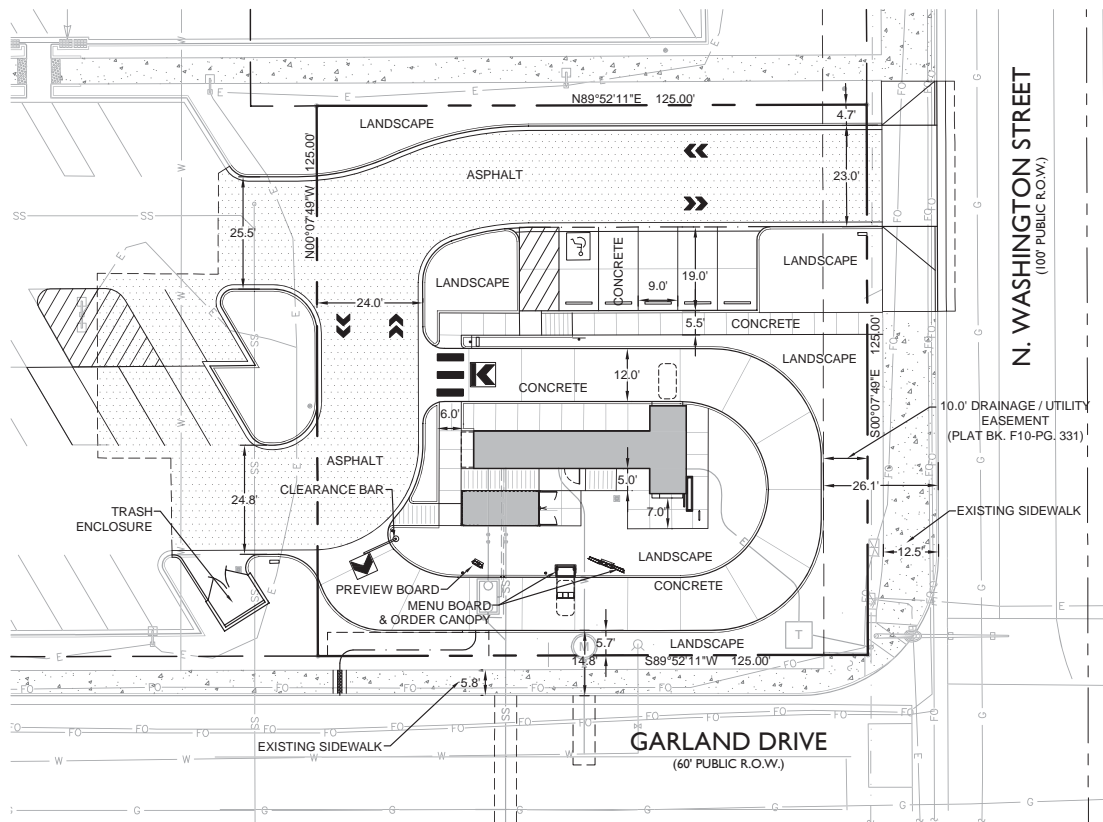 N89°52'11"E 125.00'
LANDSCAPE
4.7'
N00°07'49"W 125.00'
ASPHALT
23.0'
N. WASHINGTON STREET
(100' PUBLIC R.O.W.)
25.5'
LANDSCAPE
CONCRETE
19.0'
9.0'
LANDSCAPE
24.0'
5.5'
CONCRETE
S00°07'49"E 125.00'
LANDSCAPE
12.0'
CONCRETE
10.0' DRAINAGE / UTILITY
EASEMENT
(PLAT BK. F10-PG. 331)
6.0'
ASPHALT
CLEARANCE BAR
5.0'
26.1'
24.8'
7.0'
TRASH
ENCLOSURE
EXISTING SIDEWALK
12.5'
LANDSCAPE
CONCRETE
PREVIEW BOARD
MENU BOARD
& ORDER CANOPY
T
M
5.7'
LANDSCAPE
14.8'
S89°52'11"W 125.00'
5.8'
EXISTING SIDEWALK
GARLAND DRIVE
(60' PUBLIC R.O.W.)
W
E
SS
FO
G